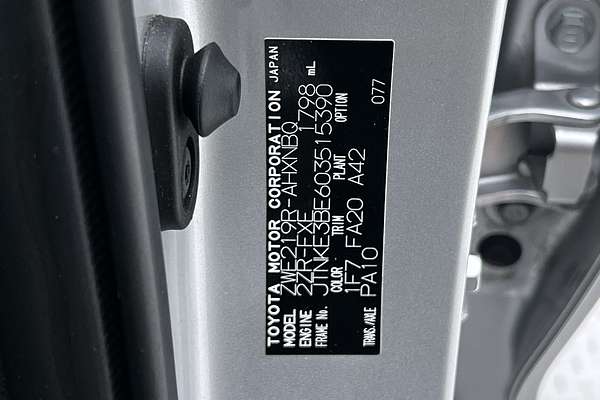 TOYOTA MOTOR CORPORATION JAPAN
MODEL ZWE219R-AHXNBQ
ENGINE 2ZR-FXE 1798 mL
FRAME No. JTNKE3BE603515390
COLOR TRIM PLANT OPTION
1F7 FA20 A42 077
TRANS./AXLE PA10